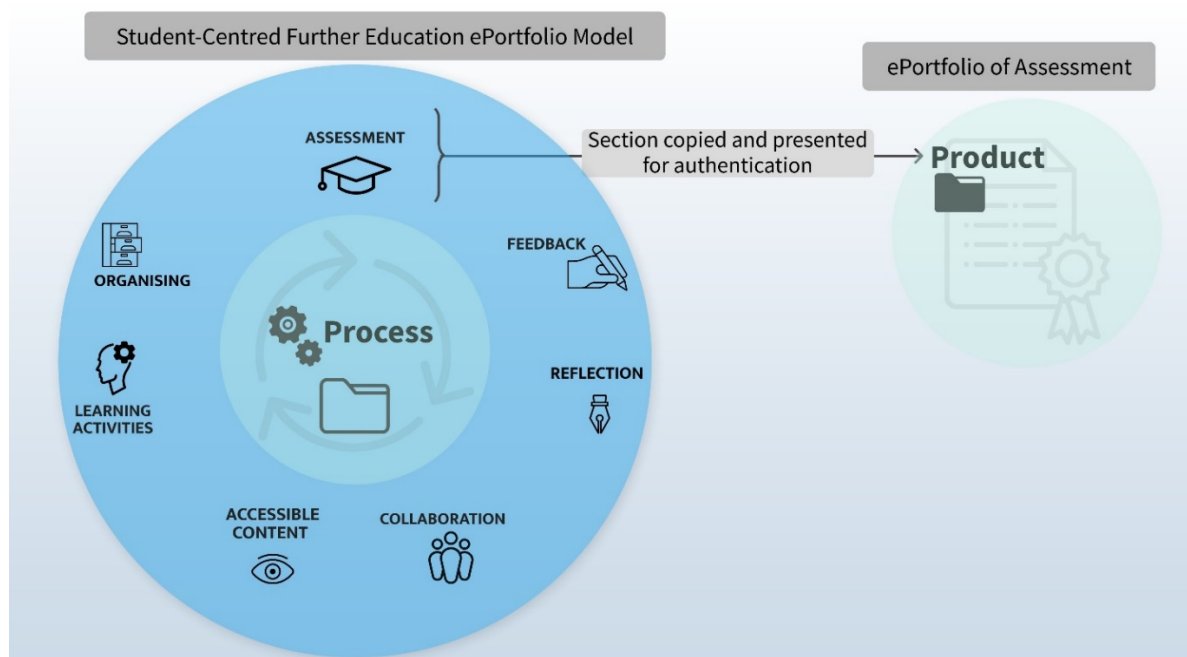 Student-Centred Further Education ePortfolio Model
ePortfolio of Assessment
ASSESSMENT
Section copied and presented
for authentication
Product
ORGANISING
FEEDBACK
Process
LEARNING
ACTIVITIES
REFLECTION
ACCESSIBLE
CONTENT
COLLABORATION